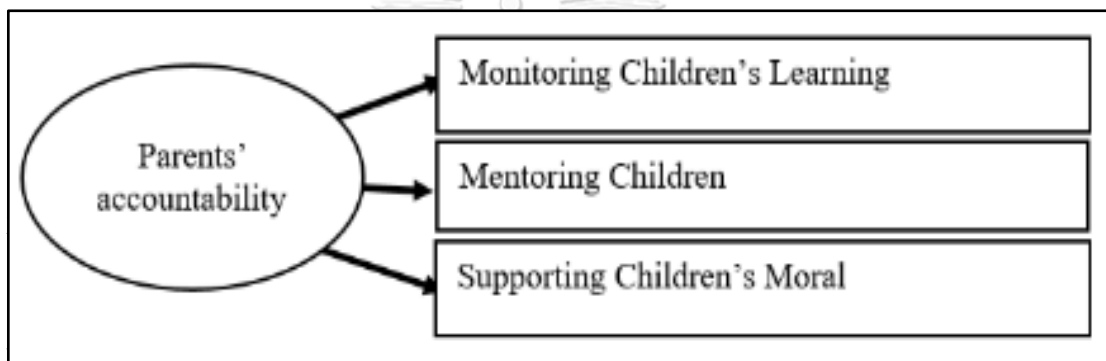 Parents’
accountability
Monitoring Children’s Learning
Mentoring Children
Supporting Children’s Moral